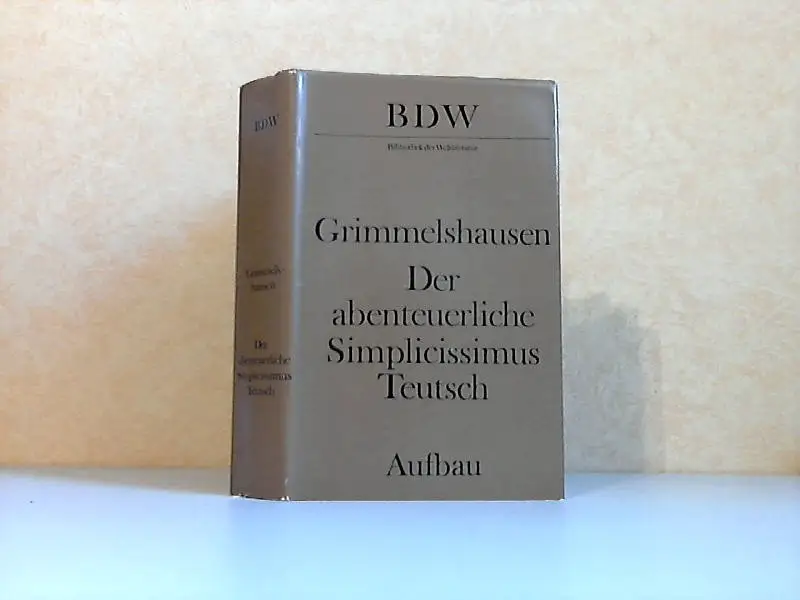 BDW
Bibliothek der Weltliteratur
Grimmelshausen
Der
abenteuerliche
Simplicissimus
Teutsch
Aufbau
BDW
Grimmels-
hausen
Der
abenteuerliche
Simplicissimus
Teutsch